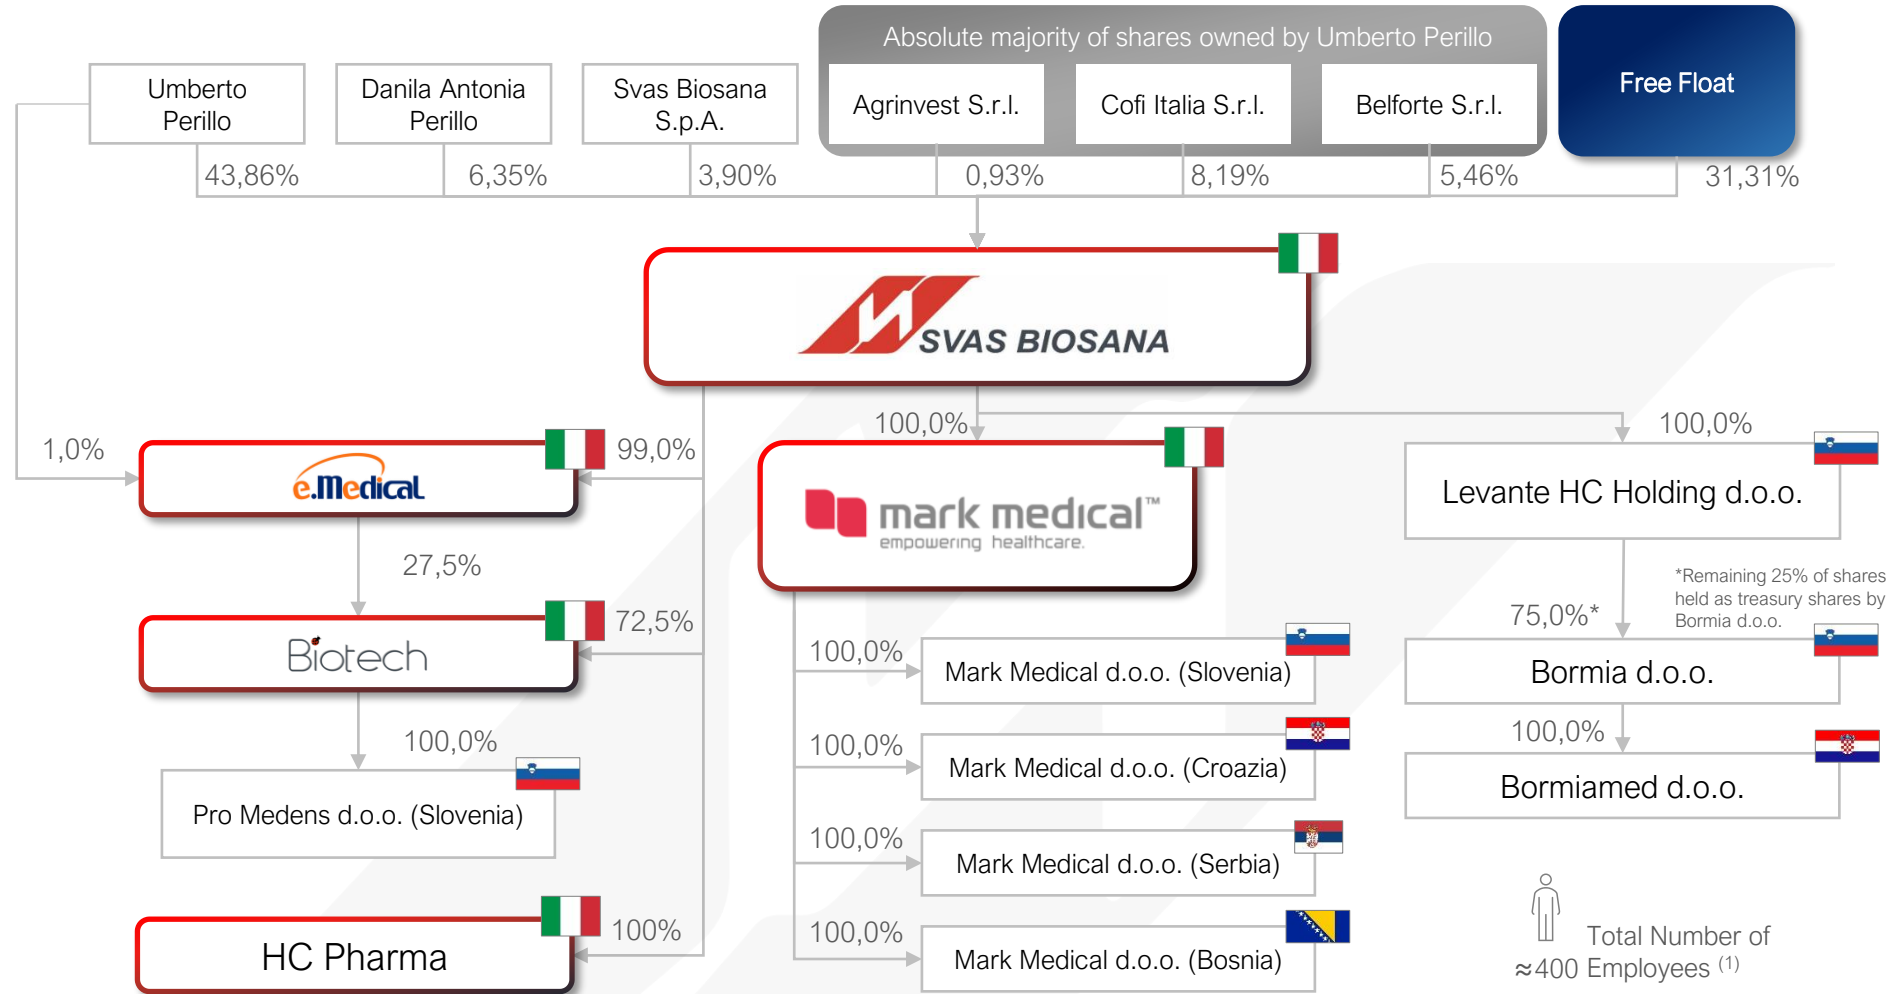 Absolute majority of shares owned by Umberto Perillo
Umberto
Perillo
Danila Antonia
Perillo
Svas Biosana
S.p.A.
Agrinvest S.r.l.
Cofi Italia S.r.l.
Belforte S.r.l.
Free Float
43,86%
6,35%
3,90%
0,93%
8,19%
5,46%
31,31%
SVAS BIOSANA
1,0%
e.Medical
99,0%
100,0%
100,0%
mark medical™
empowering healthcare.
Levante HC Holding d.o.o.
27,5%
*Remaining 25% of shares
held as treasury shares by
Bormia d.o.o.
75,0%*
Biotech
72,5%
100,0%
Mark Medical d.o.o. (Slovenia)
Bormia d.o.o.
100,0%
100,0%
Mark Medical d.o.o. (Croazia)
100,0%
Bormiamed d.o.o.
Pro Medens d.o.o. (Slovenia)
100,0%
Mark Medical d.o.o. (Serbia)
HC Pharma
100%
100,0%
Mark Medical d.o.o. (Bosnia)
Total Number of
≈400 Employees (1)